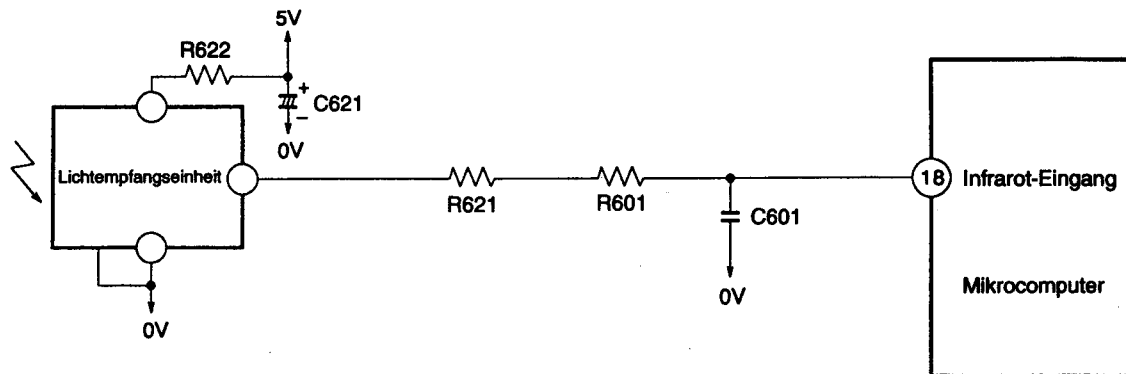 5V
R622
+
C621
–
0V
Lichtempfangseinheit
R621
R601
C601
18
Infrarot-Eingang
0V
Mikrocomputer
0V